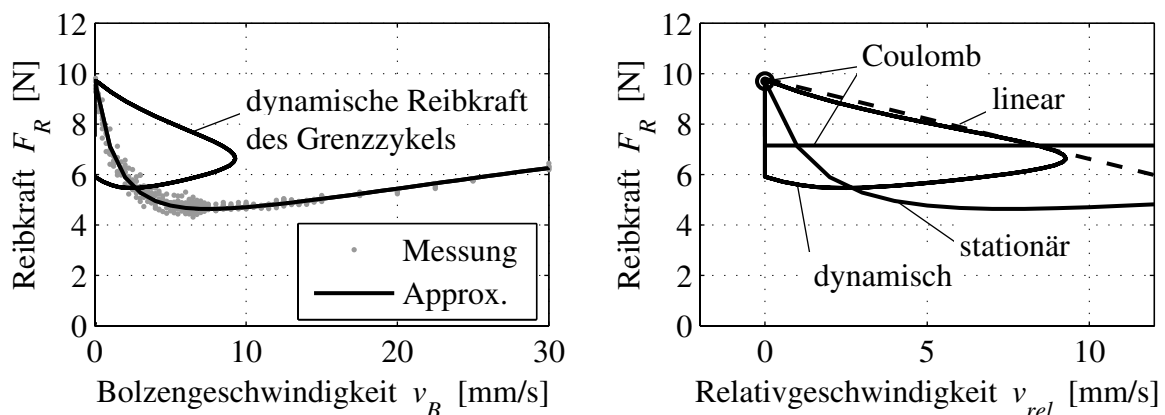 12
10
8
6
4
2
0
Reibkraft F_R [N]
dynamische Reibkraft
des Grenzzykels
Messung
Approx.
0 10 20 30
Bolzengeschwindigkeit v_B [mm/s]
12
10
8
6
4
2
0
Reibkraft F_R [N]
Coulomb
linear
stationär
dynamisch
0 5 10
Relativgeschwindigkeit v_rel [mm/s]